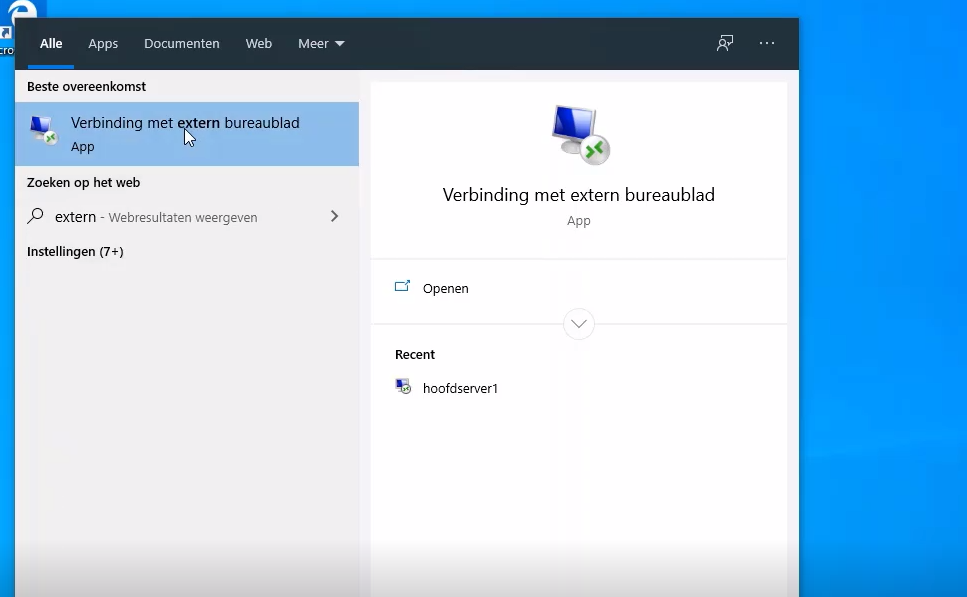 cro
Alle Apps Documenten Web Meer
Beste overeenkomst
Verbinding met extern bureaublad
App
Zoeken op het web
extern - Webresultaten weergeven
Instellingen (7+)
Verbinding met extern bureaublad
App
Openen
Recent
hoofdserver1